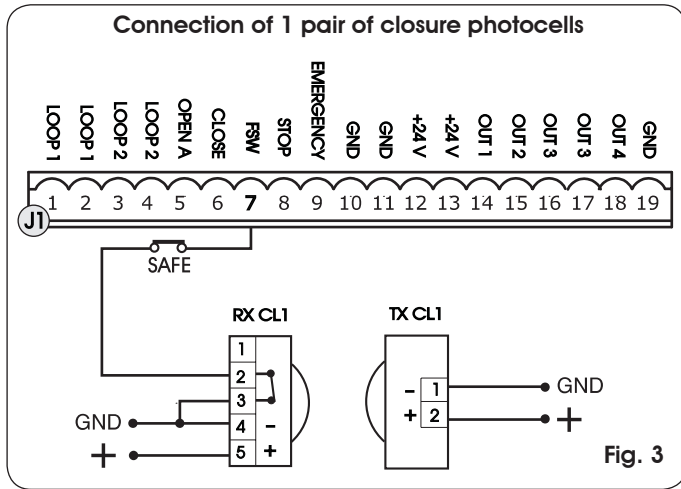 Connection of 1 pair of closure photocells
LOOP 1 LOOP 1 LOOP 2 LOOP 2 OPEN A CLOSE FSW STOP EMERGENCY GND GND +24 V +24 V OUT 1 OUT 2 OUT 3 OUT 3 OUT 4 GND
1 2 3 4 5 6 7 8 9 10 11 12 13 14 15 16 17 18 19
J1
SAFE
RX CL1
1
2
3
GND 4 -
+ 5 +
TX CL1
- 1 GND
+ 2 +
Fig. 3